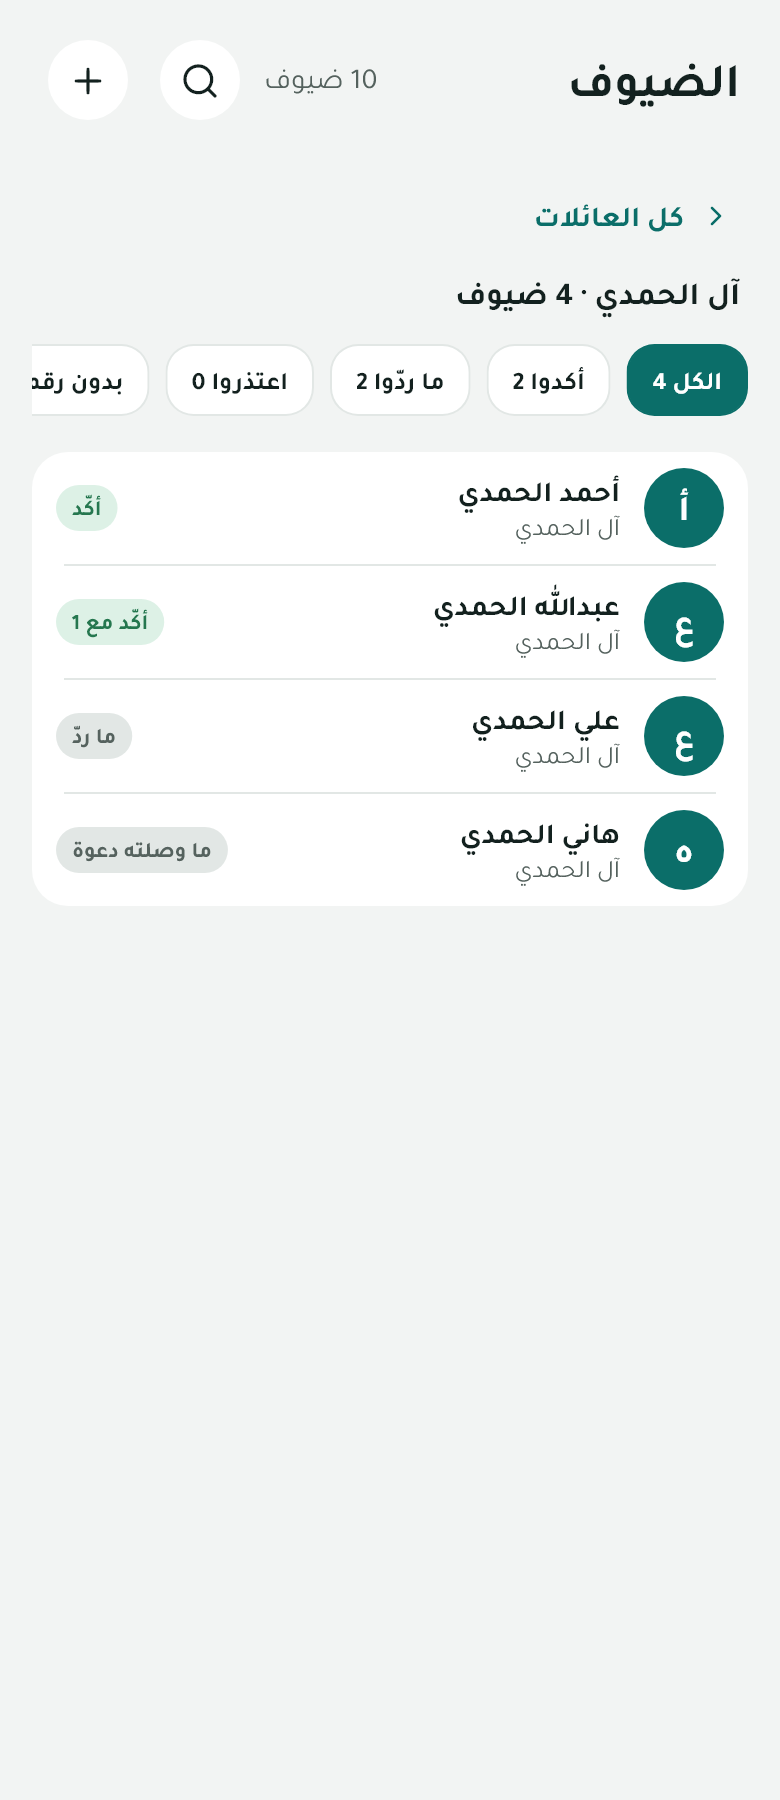 الضيوف
10 ضيوف
كل العائلات
آل الحمدي · 4 ضيوف
الكل 4
أكدوا 2
ما ردّوا 2
اعتذروا 0
بدون رقم
أ
أحمد الحمدي
آل الحمدي
أكّد
ع
عبدالله الحمدي
آل الحمدي
أكّد مع 1
ع
علي الحمدي
آل الحمدي
ما ردّ
ه
هاني الحمدي
آل الحمدي
ما وصلته دعوة